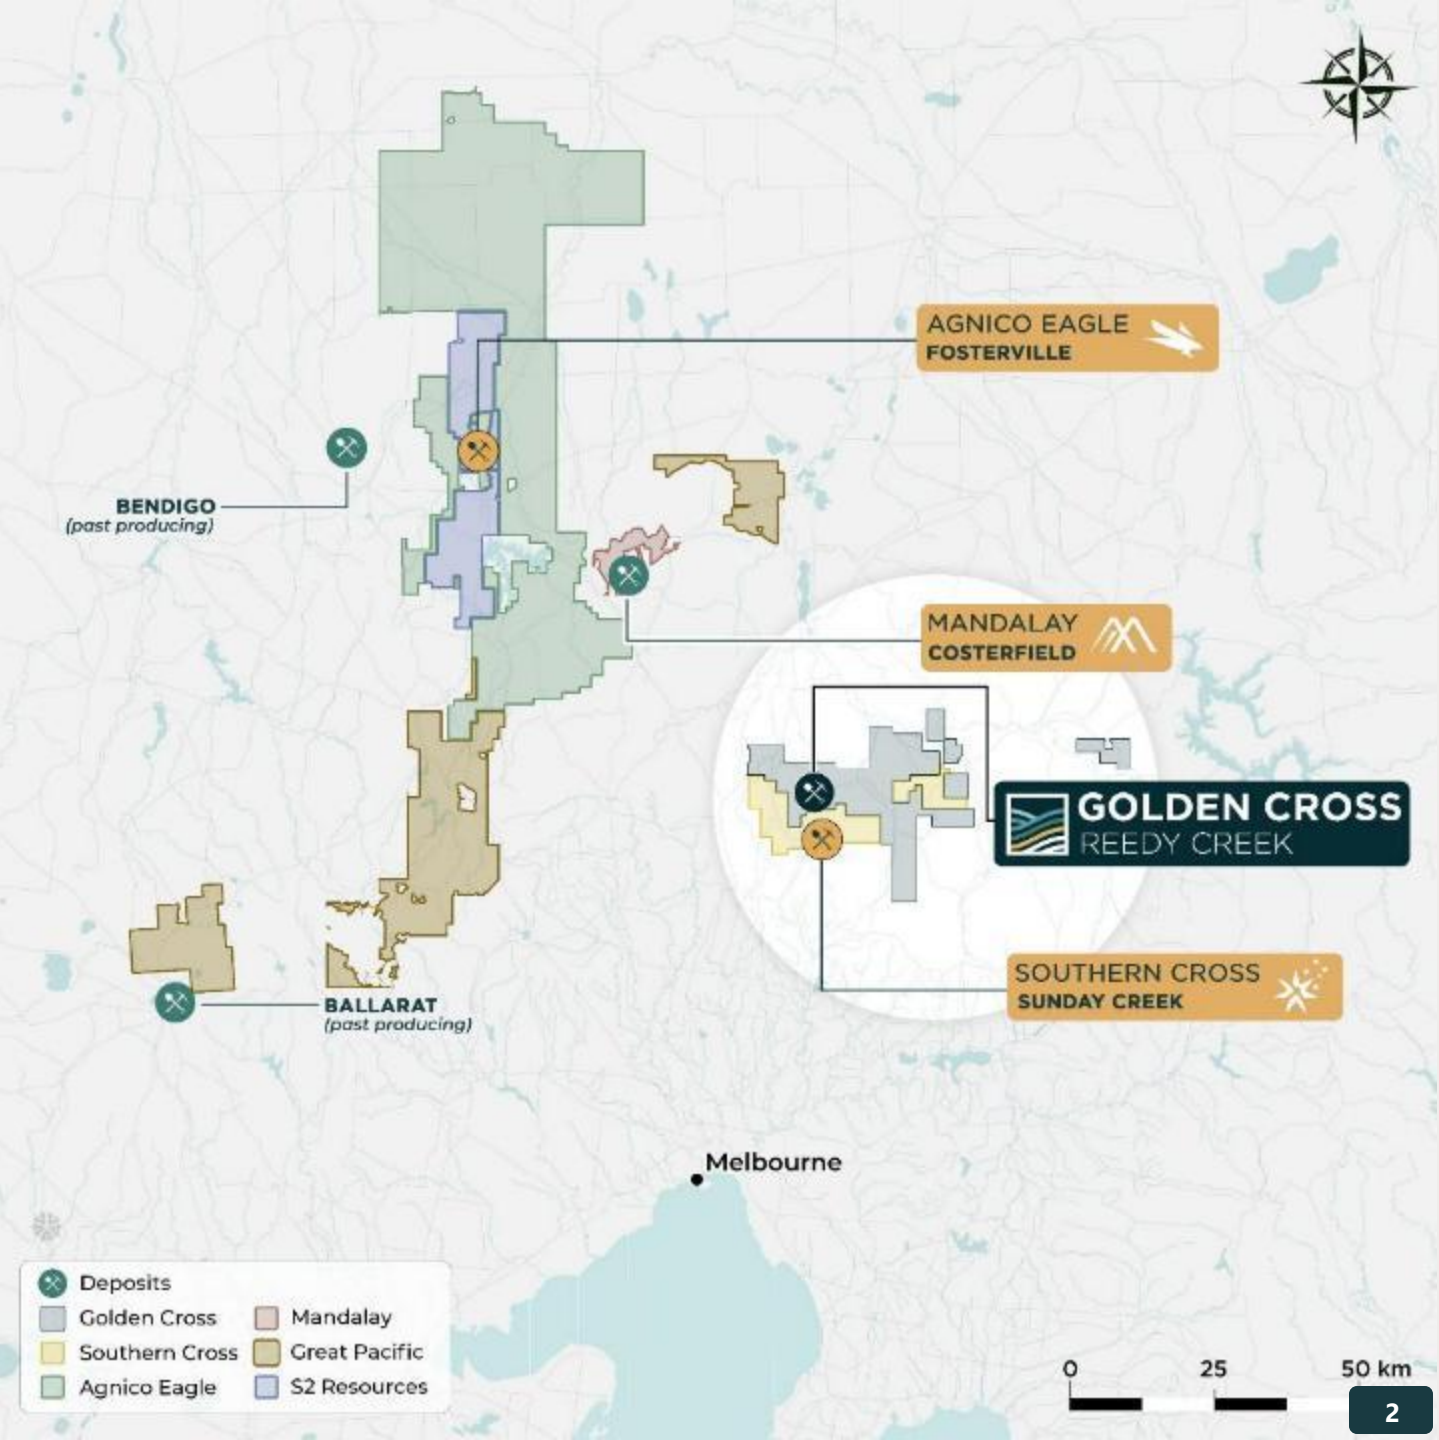 AGNICO EAGLE
FOSTERVILLE
BENDIGO
(past producing)
MANDALAY
COSTERFIELD
GOLDEN CROSS
REEDY CREEK
SOUTHERN CROSS
SUNDAY CREEK
BALLARAT
(past producing)
Melbourne
Deposits
Golden Cross
Mandalay
Southern Cross
Great Pacific
Agnico Eagle
S2 Resources
0 25 50 km
2